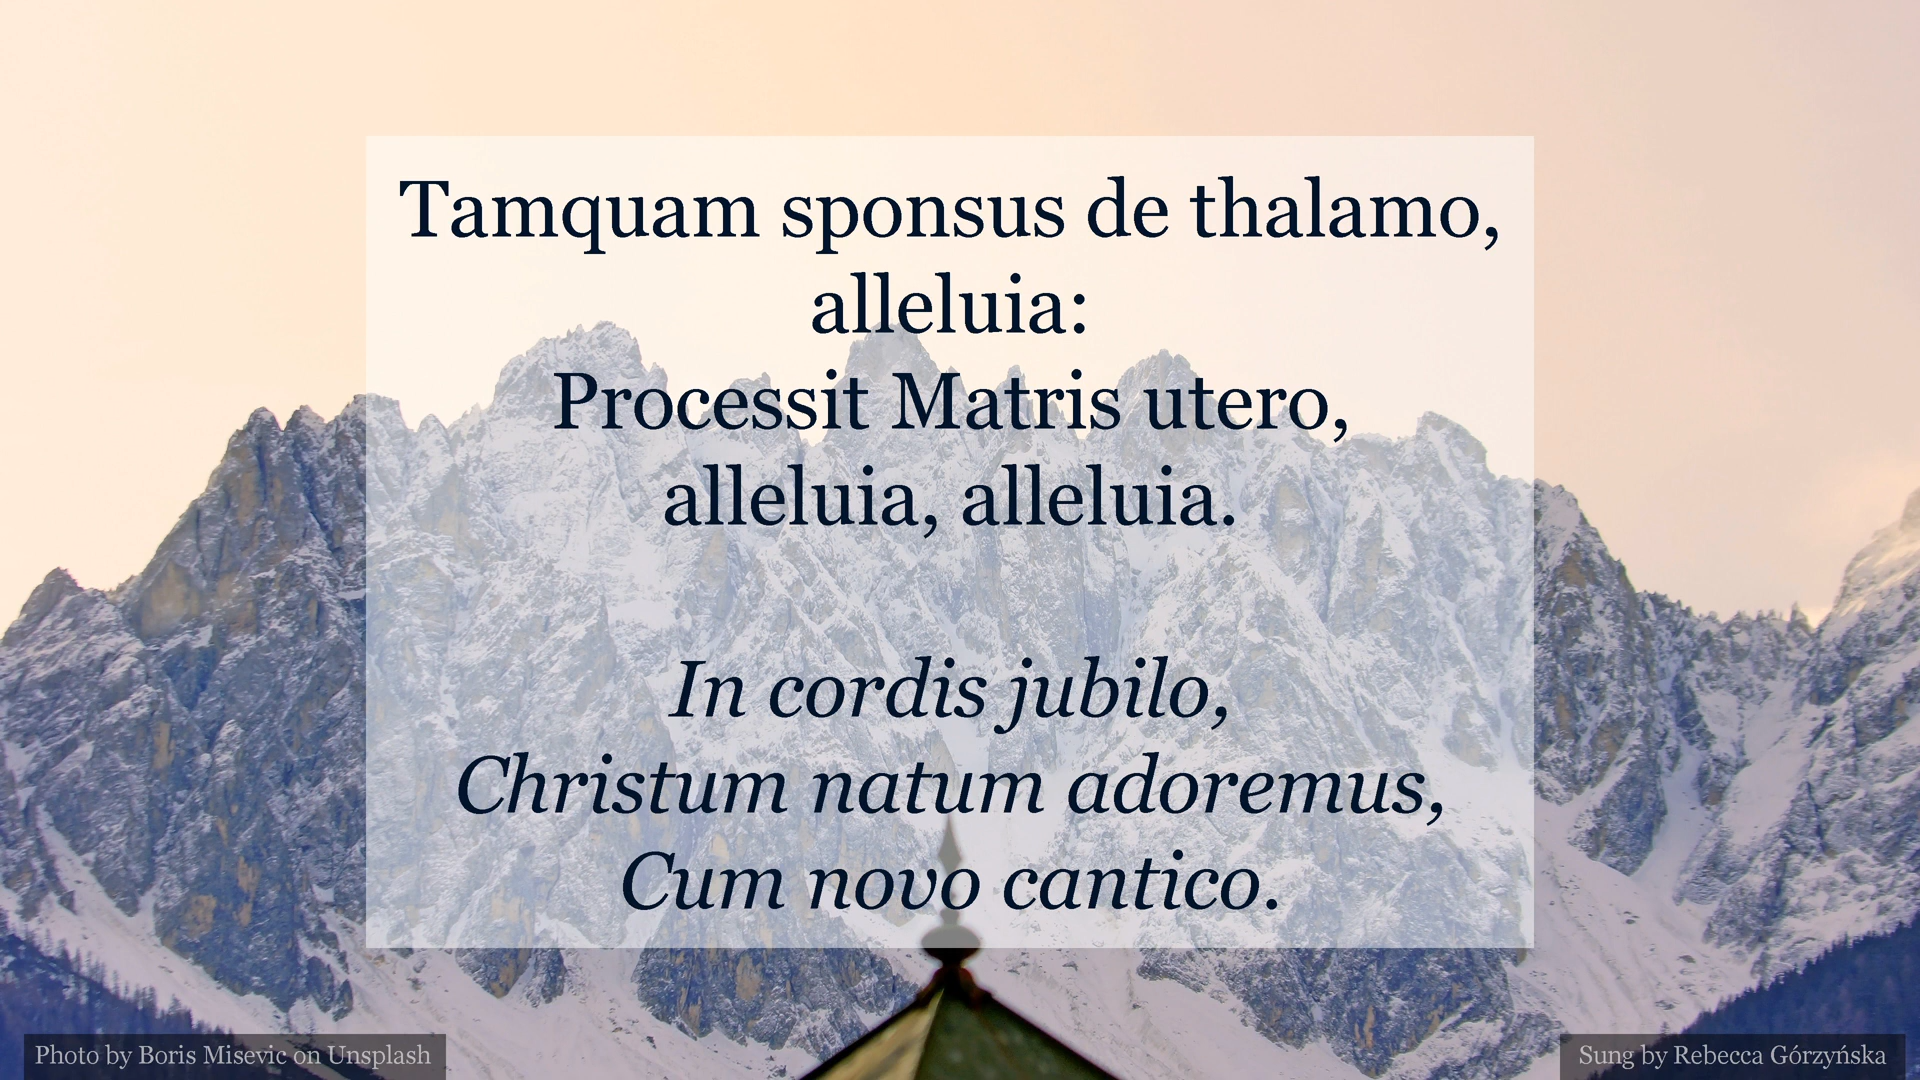 Tamquam sponsus de thalamo,
alleluia:
Processit Matris utero,
alleluia, alleluia.
In cordis jubilo,
Christum natum adoremus,
Cum novo cantico.
Photo by Boris Misevic on Unsplash
Sung by Rebecca Górzyńska